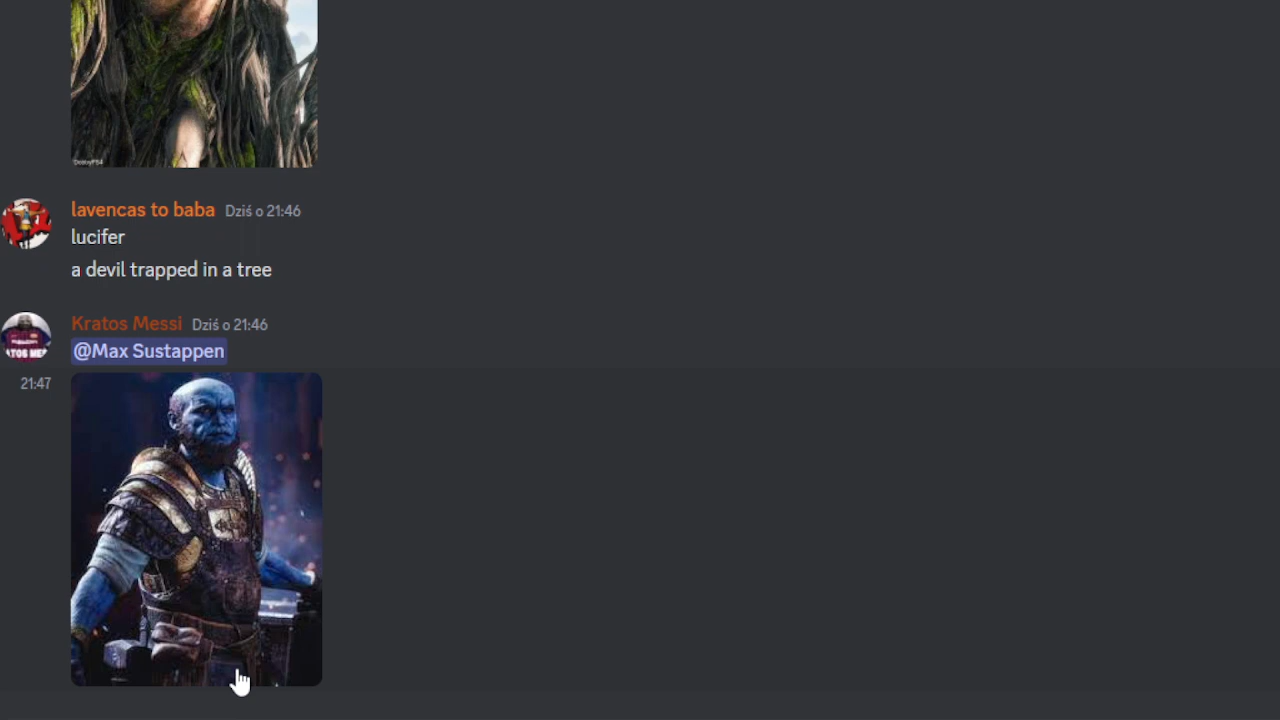 DobbyPS4
lavencas to baba Dziś o 21:46
lucifer
a devil trapped in a tree
Kratos Messi Dziś o 21:46
@Max Sustappen
21:47